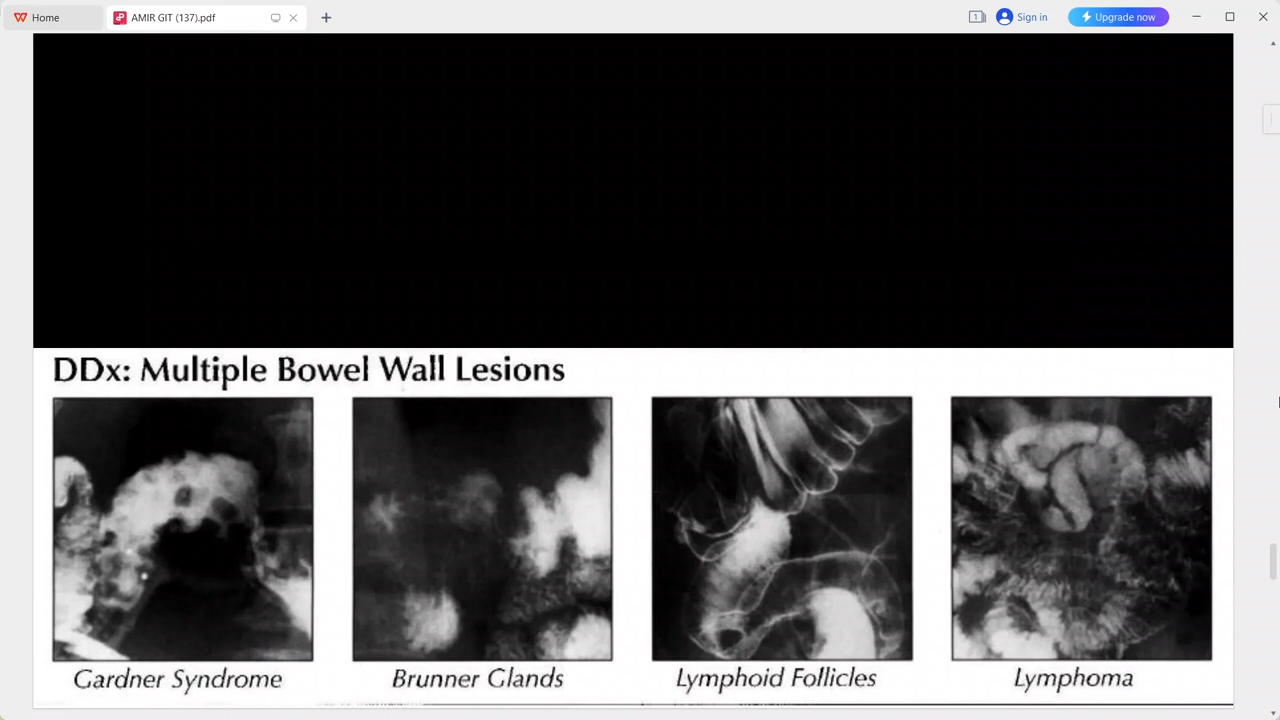 Home
AMIR GIT (137).pdf
1
Sign in
Upgrade now
DDx: Multiple Bowel Wall Lesions
Gardner Syndrome
Brunner Glands
Lymphoid Follicles
Lymphoma